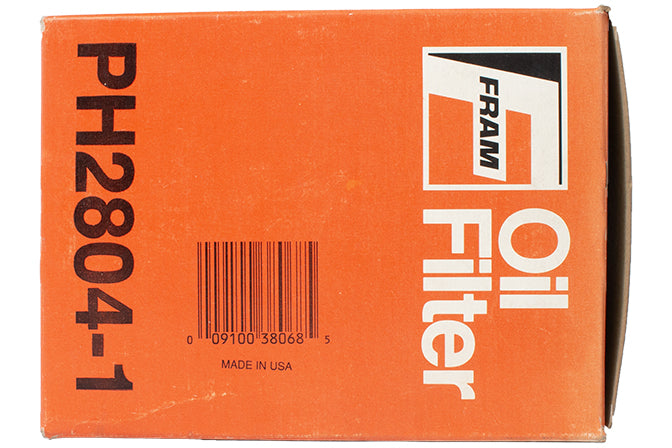 FRAM
Oil
Filter
PH2804-1
0 09100 38068 5
MADE IN USA